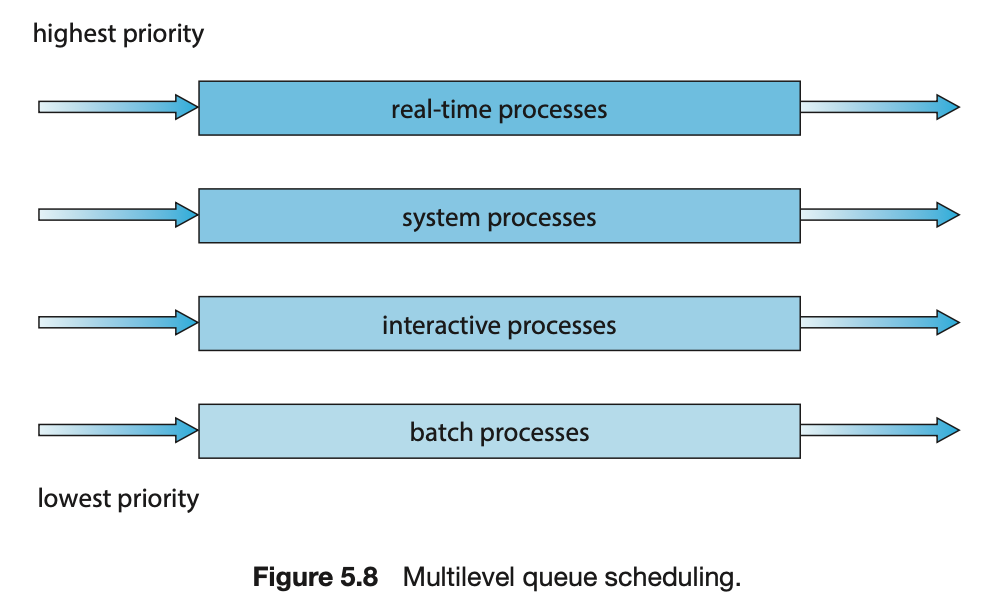 highest priority
real-time processes
system processes
interactive processes
batch processes
lowest priority
Figure 5.8 Multilevel queue scheduling.